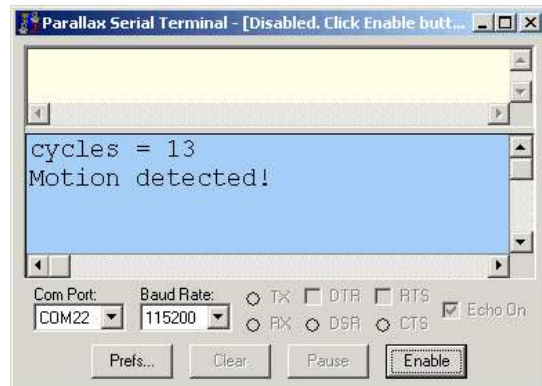 Parallax Serial Terminal - [Disabled. Click Enable butt...
cycles = 13
Motion detected!
Com Port: Baud Rate: TX DTR RTS
COM22 115200 RX DSR CTS Echo On
Prefs... Clear Pause Enable